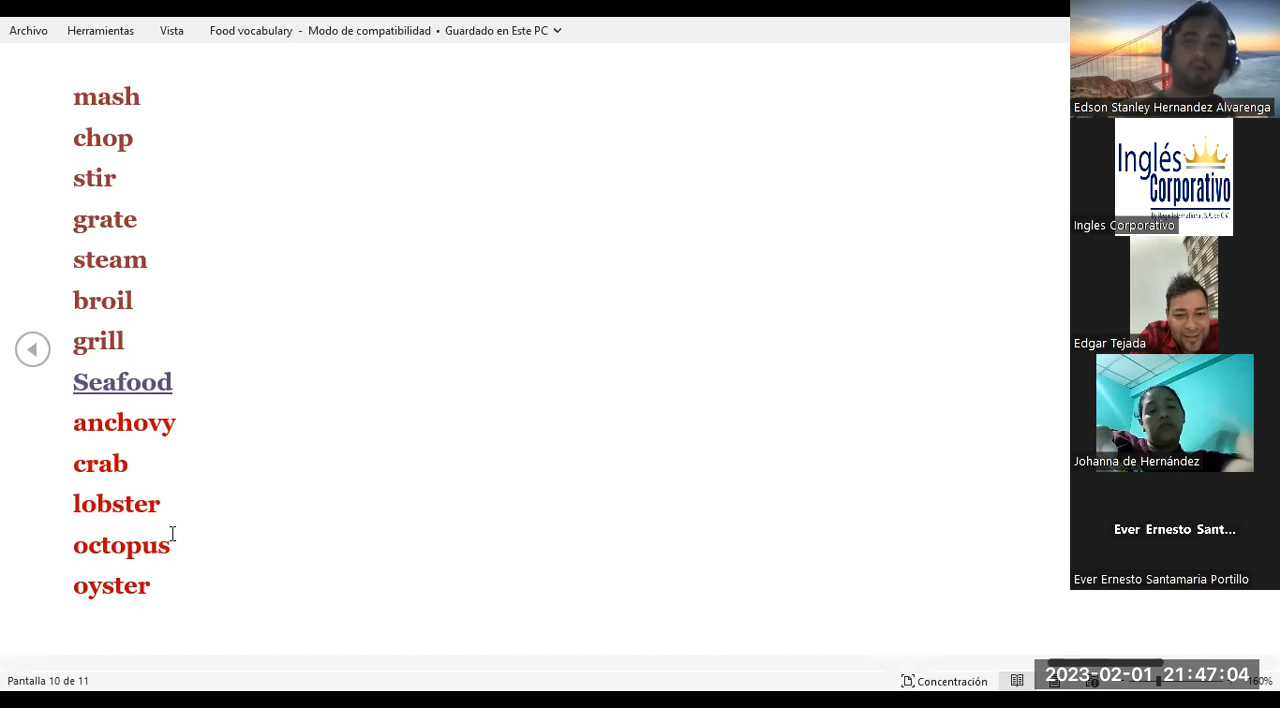 Archivo Herramientas Vista Food vocabulary - Modo de compatibilidad • Guardado en Este PC
mash
chop
stir
grate
steam
broil
grill
Seafood
anchovy
crab
lobster
octopus
oyster
Edson Stanley Hernandez Alvarenga
Inglés
Corporativo
Ingles Corporativo
Edgar Tejada
Johanna de Hernández
Ever Ernesto Sant...
Ever Ernesto Santamaria Portillo
Pantalla 10 de 11
Concentración
2023-02-01 21:47:04
160%